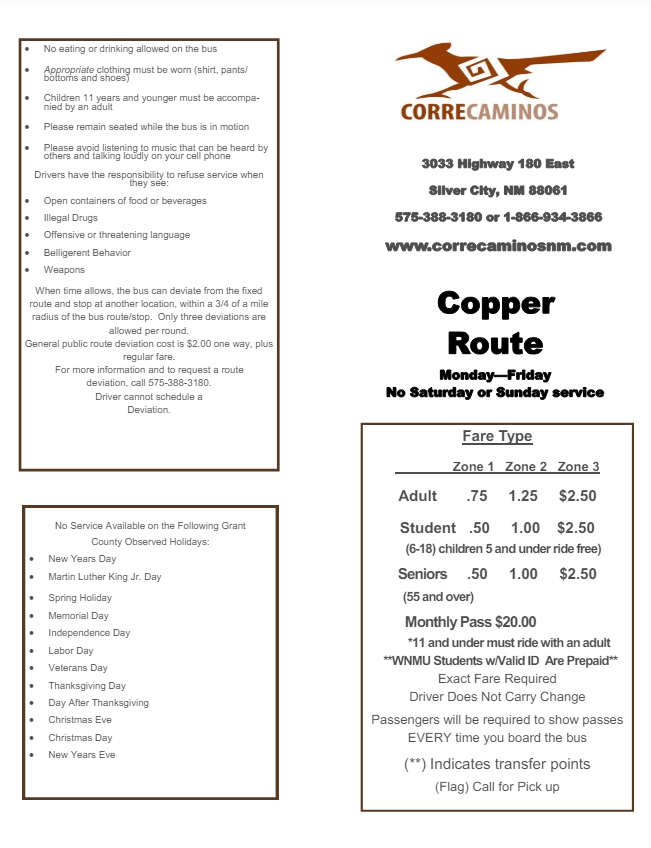 No eating or drinking allowed on the bus
Appropriate clothing must be worn (shirt, pants/
bottoms and shoes)
Children 11 years and younger must be accompa-
nied by an adult
Please remain seated while the bus is in motion
Please avoid listening to music that can be heard by
others and talking loudly on your cell phone
Drivers have the responsibility to refuse service when
they see:
Open containers of food or beverages
Illegal Drugs
Offensive or threatening language
Belligerent Behavior
Weapons
When time allows, the bus can deviate from the fixed
route and stop at another location, within a 3/4 of a mile
radius of the bus route/stop. Only three deviations are
allowed per round.
General public route deviation cost is $2.00 one way, plus
regular fare.
For more information and to request a route
deviation, call 575-388-3180.
Driver cannot schedule a
Deviation.
No Service Available on the Following Grant
County Observed Holidays:
New Years Day
Martin Luther King Jr. Day
Spring Holiday
Memorial Day
Independence Day
Labor Day
Veterans Day
Thanksgiving Day
Day After Thanksgiving
Christmas Eve
Christmas Day
New Years Eve
CORRECAMINOS
3033 Highway 180 East
Silver City, NM 88061
575-388-3180 or 1-866-934-3866
www.correcaminosnm.com
Copper
Route
Monday—Friday
No Saturday or Sunday service
Fare Type
Zone 1 Zone 2 Zone 3
Adult .75 1.25 $2.50
Student .50 1.00 $2.50
(6-18) children 5 and under ride free)
Seniors .50 1.00 $2.50
(55 and over)
Monthly Pass $20.00
*11 and under must ride with an adult
**WNMU Students w/Valid ID Are Prepaid**
Exact Fare Required
Driver Does Not Carry Change
Passengers will be required to show passes
EVERY time you board the bus
(**) Indicates transfer points
(Flag) Call for Pick up